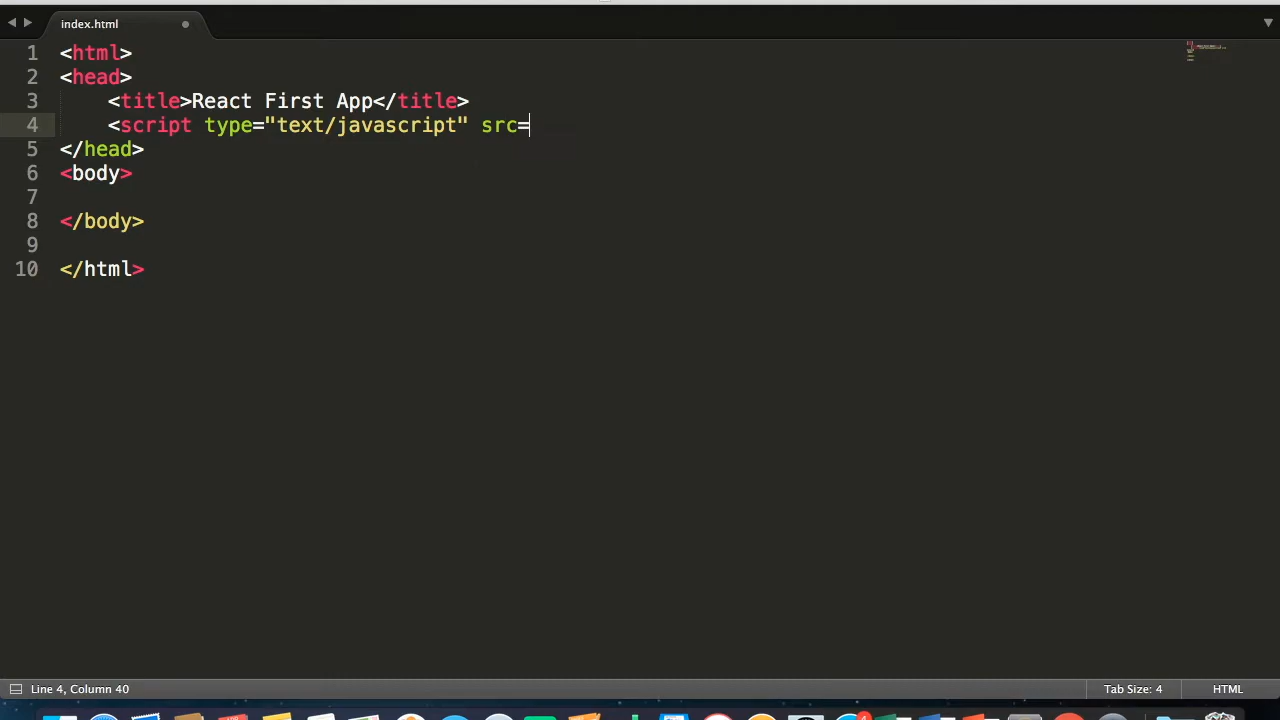 index.html
1 <html>
2 <head>
3 <title>React First App</title>
4 <script type="text/javascript" src=
5 </head>
6 <body>
7
8 </body>
9
10 </html>
Line 4, Column 40
Tab Size: 4
HTML